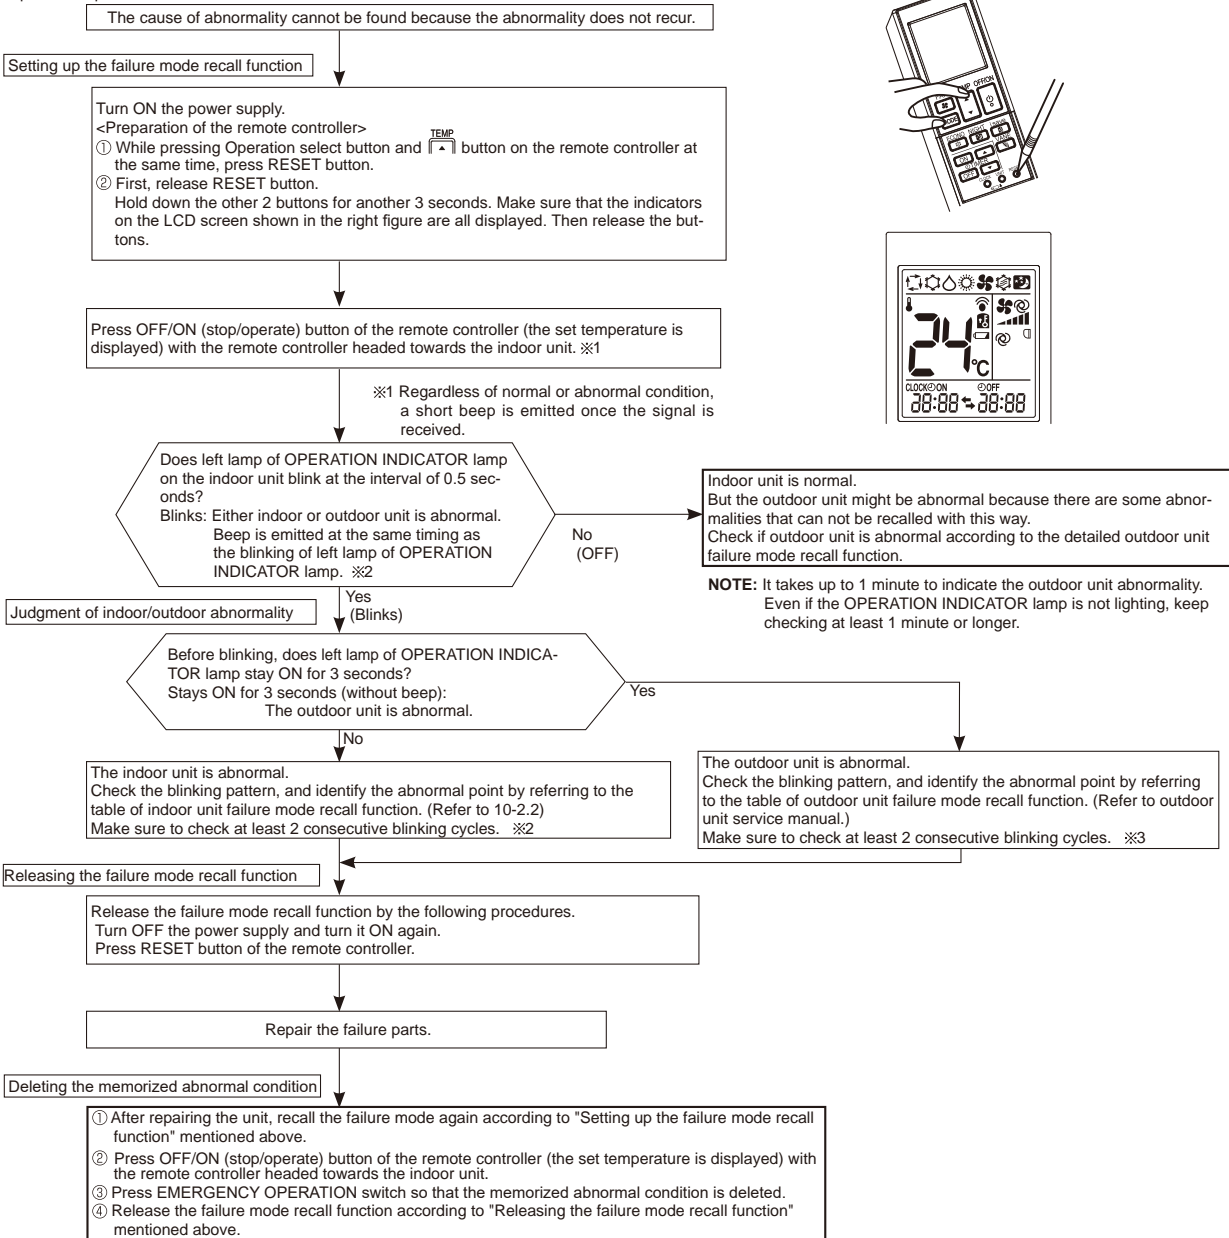 The cause of abnormality cannot be found because the abnormality does not recur.
Setting up the failure mode recall function
Turn ON the power supply.
<Preparation of the remote controller>
① While pressing Operation select button and TEMP ▲ button on the remote controller at
the same time, press RESET button.
② First, release RESET button.
Hold down the other 2 buttons for another 3 seconds. Make sure that the indicators
on the LCD screen shown in the right figure are all displayed. Then release the but-
tons.
OFF/ON
24°C
CLOCK ON OFF
28:88 28:88
Press OFF/ON (stop/operate) button of the remote controller (the set temperature is
displayed) with the remote controller headed towards the indoor unit. ※1
※1 Regardless of normal or abnormal condition,
a short beep is emitted once the signal is
received.
Does left lamp of OPERATION INDICATOR lamp
on the indoor unit blink at the interval of 0.5 sec-
onds?
Blinks: Either indoor or outdoor unit is abnormal.
Beep is emitted at the same timing as
the blinking of left lamp of OPERATION
INDICATOR lamp. ※2
No
(OFF)
Indoor unit is normal.
But the outdoor unit might be abnormal because there are some abnor-
malities that can not be recalled with this way.
Check if outdoor unit is abnormal according to the detailed outdoor unit
failure mode recall function.
NOTE: It takes up to 1 minute to indicate the outdoor unit abnormality.
Even if the OPERATION INDICATOR lamp is not lighting, keep
checking at least 1 minute or longer.
Yes
(Blinks)
Judgment of indoor/outdoor abnormality
Before blinking, does left lamp of OPERATION INDICA-
TOR lamp stay ON for 3 seconds?
Stays ON for 3 seconds (without beep):
The outdoor unit is abnormal.
Yes
No
The indoor unit is abnormal.
Check the blinking pattern, and identify the abnormal point by referring to the
table of indoor unit failure mode recall function. (Refer to 10-2.2)
Make sure to check at least 2 consecutive blinking cycles. ※2
The outdoor unit is abnormal.
Check the blinking pattern, and identify the abnormal point by referring
to the table of outdoor unit failure mode recall function. (Refer to outdoor
unit service manual.)
Make sure to check at least 2 consecutive blinking cycles. ※3
Releasing the failure mode recall function
Release the failure mode recall function by the following procedures.
Turn OFF the power supply and turn it ON again.
Press RESET button of the remote controller.
Repair the failure parts.
Deleting the memorized abnormal condition
① After repairing the unit, recall the failure mode again according to "Setting up the failure mode recall
function" mentioned above.
② Press OFF/ON (stop/operate) button of the remote controller (the set temperature is displayed) with
the remote controller headed towards the indoor unit.
③ Press EMERGENCY OPERATION switch so that the memorized abnormal condition is deleted.
④ Release the failure mode recall function according to "Releasing the failure mode recall function"
mentioned above.